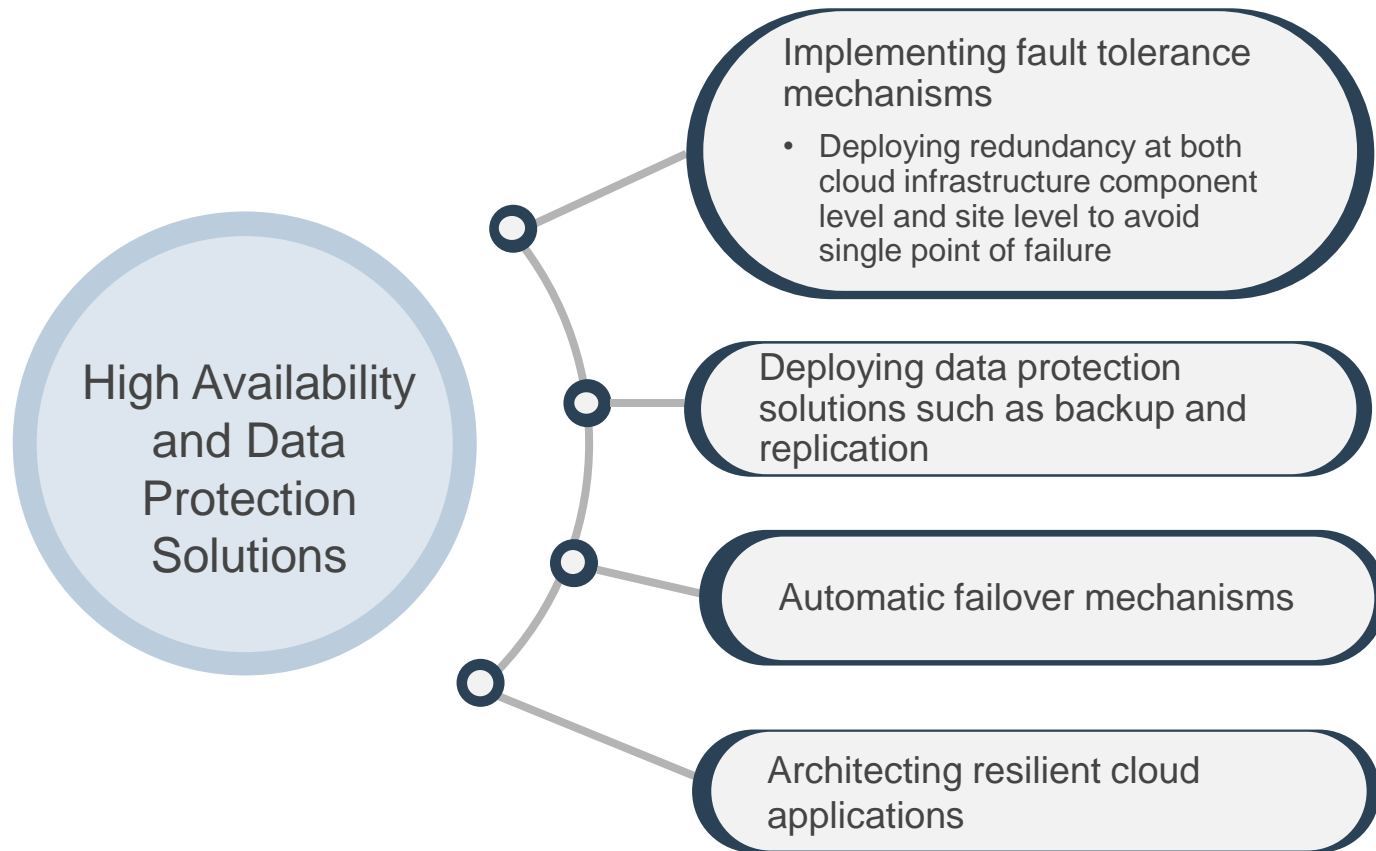 High Availability
and Data
Protection
Solutions
Implementing fault tolerance
mechanisms
• Deploying redundancy at both
cloud infrastructure component
level and site level to avoid
single point of failure
Deploying data protection
solutions such as backup and
replication
Automatic failover mechanisms
Architecting resilient cloud
applications